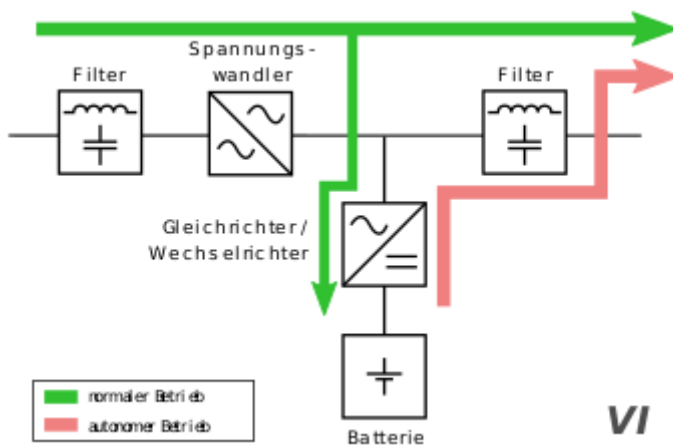 Spannungs-
wandler
Filter
Filter
Gleichrichter/
Wechselrichter
normaler Betrieb
autonomer Betrieb
Batterie
VI